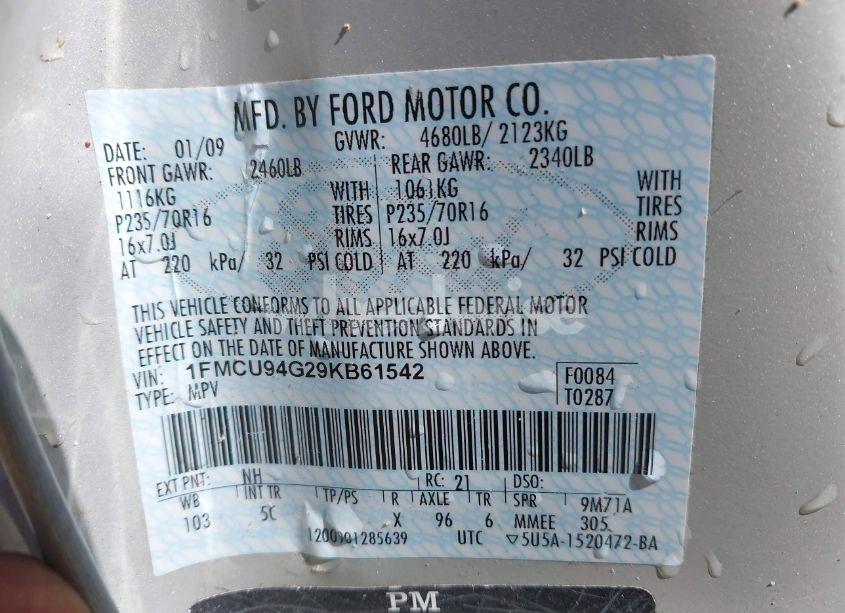 MFD. BY FORD MOTOR CO.
DATE: 01/09 GVWR: 4680LB/ 2123KG
FRONT GAWR: 2460LB REAR GAWR: 2340LB
1116KG WITH 1061KG WITH
P235/70R16 TIRES P235/70R16 TIRES
16x7.0J RIMS 16x7.0J RIMS
AT 220 kPa/ 32 PSI COLD AT 220 kPa/ 32 PSI COLD
THIS VEHICLE CONFORMS TO ALL APPLICABLE FEDERAL MOTOR
VEHICLE SAFETY AND THEFT PREVENTION STANDARDS IN
EFFECT ON THE DATE OF MANUFACTURE SHOWN ABOVE.
VIN: 1FMCU94G29KB61542 F0084
TYPE: MPV T0287
EXT PNT: NH RC: 21 DSO:
WB INT TR TP/PS R AXLE TR SPR 9M71A
103 5C X 96 6 MMEE 305
1200901285639 UTC ▽5U5A-1520472-BA
PM